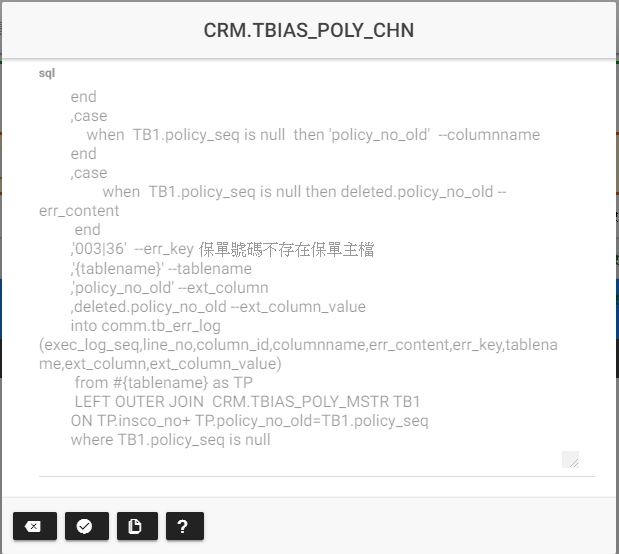 CRM.TBIAS_POLY_CHN
sql
end
,case
when  TB1.policy_seq is null  then 'policy_no_old'  --columnname
end
,case
when  TB1.policy_seq is null then deleted.policy_no_old --
err_content
end
,'003|36'  --err_key 保單號碼不存在保單主檔
,'{tablename}' --tablename
,'policy_no_old' --ext_column
,deleted.policy_no_old --ext_column_value
into comm.tb_err_log
(exec_log_seq,line_no,column_id,columnname,err_content,err_key,tablena
me,ext_column,ext_column_value)
from #{tablename} as TP
LEFT OUTER JOIN  CRM.TBIAS_POLY_MSTR TB1
ON TP.insco_no+ TP.policy_no_old=TB1.policy_seq
where TB1.policy_seq is null
?